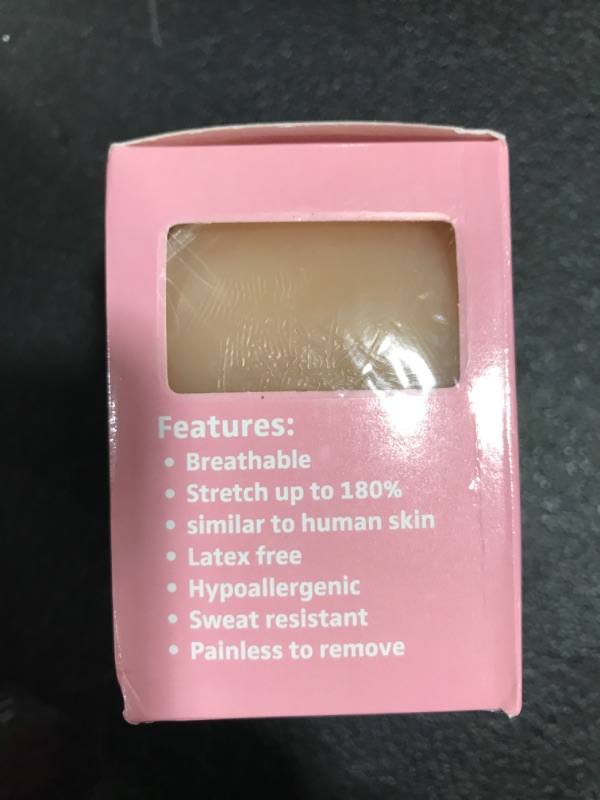 Features:
• Breathable
• Stretch up to 180%
• similar to human skin
• Latex free
• Hypoallergenic
• Sweat resistant
• Painless to remove